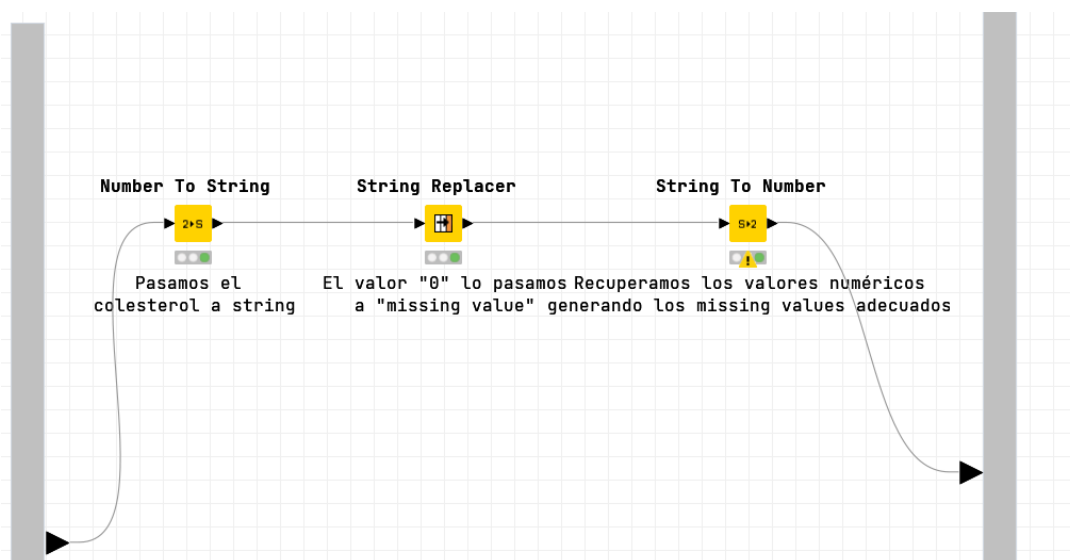 Number To String
String Replacer
String To Number
2▸S
S▸2
Pasamos el
colesterol a string
El valor "0" lo pasamos
a "missing value"
Recuperamos los valores numéricos
generando los missing values adecuados